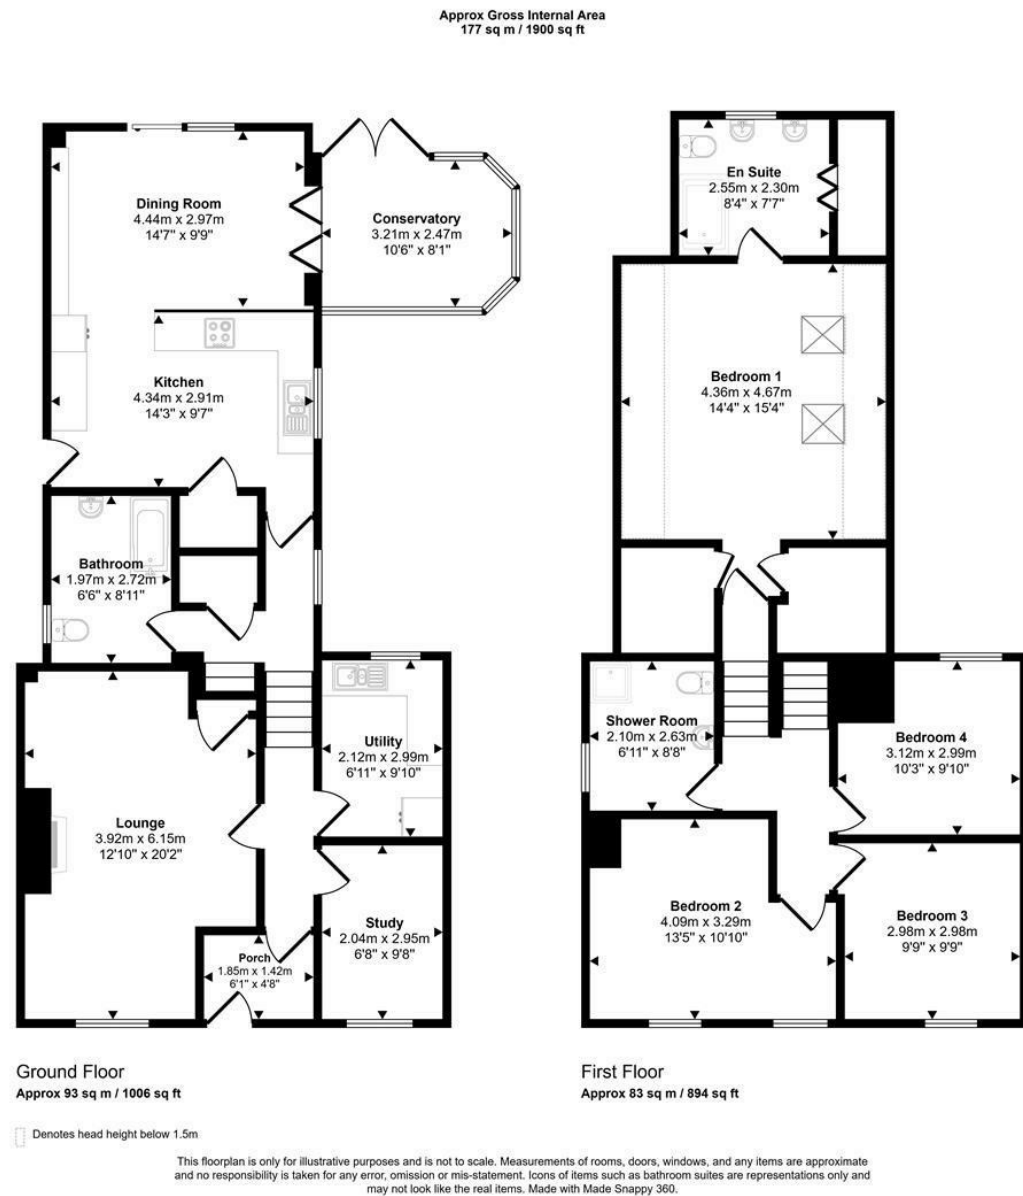 Approx Gross Internal Area
177 sq m / 1900 sq ft
Dining Room
4.44m x 2.97m
14'7" x 9'9"
Conservatory
3.21m x 2.47m
10'6" x 8'1"
Kitchen
4.34m x 2.91m
14'3" x 9'7"
Bathroom
1.97m x 2.72m
6'6" x 8'11"
Utility
2.12m x 2.99m
6'11" x 9'10"
Lounge
3.92m x 6.15m
12'10" x 20'2"
Study
2.04m x 2.95m
6'8" x 9'8"
Porch
1.85m x 1.42m
6'1" x 4'8"
Ground Floor
Approx 93 sq m / 1006 sq ft
En Suite
2.55m x 2.30m
8'4" x 7'7"
Bedroom 1
4.36m x 4.67m
14'4" x 15'4"
Shower Room
2.10m x 2.63m
6'11" x 8'8"
Bedroom 4
3.12m x 2.99m
10'3" x 9'10"
Bedroom 2
4.09m x 3.29m
13'5" x 10'10"
Bedroom 3
2.98m x 2.98m
9'9" x 9'9"
First Floor
Approx 83 sq m / 894 sq ft
Denotes head height below 1.5m
This floorplan is only for illustrative purposes and is not to scale. Measurements of rooms, doors, windows, and any items are approximate
and no responsibility is taken for any error, omission or mis-statement. Icons of items such as bathroom suites are representations only and
may not look like the real items. Made with Made Snappy 360.